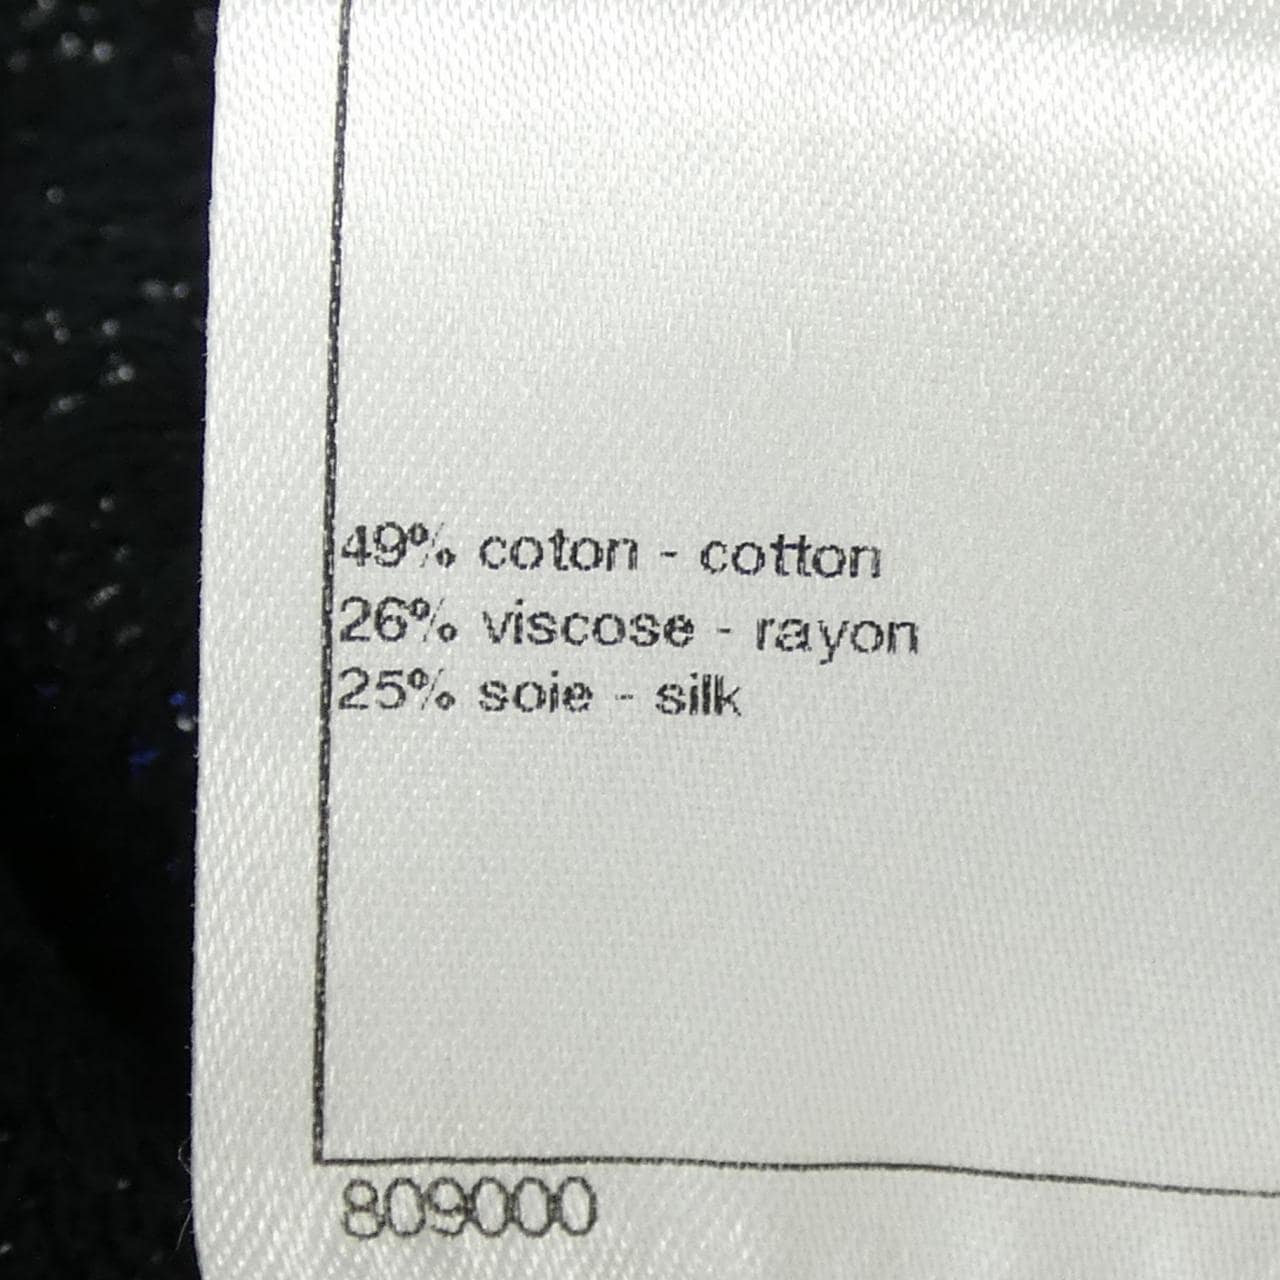 49% coton - cotton
26% viscose - rayon
25% soie - silk
809000